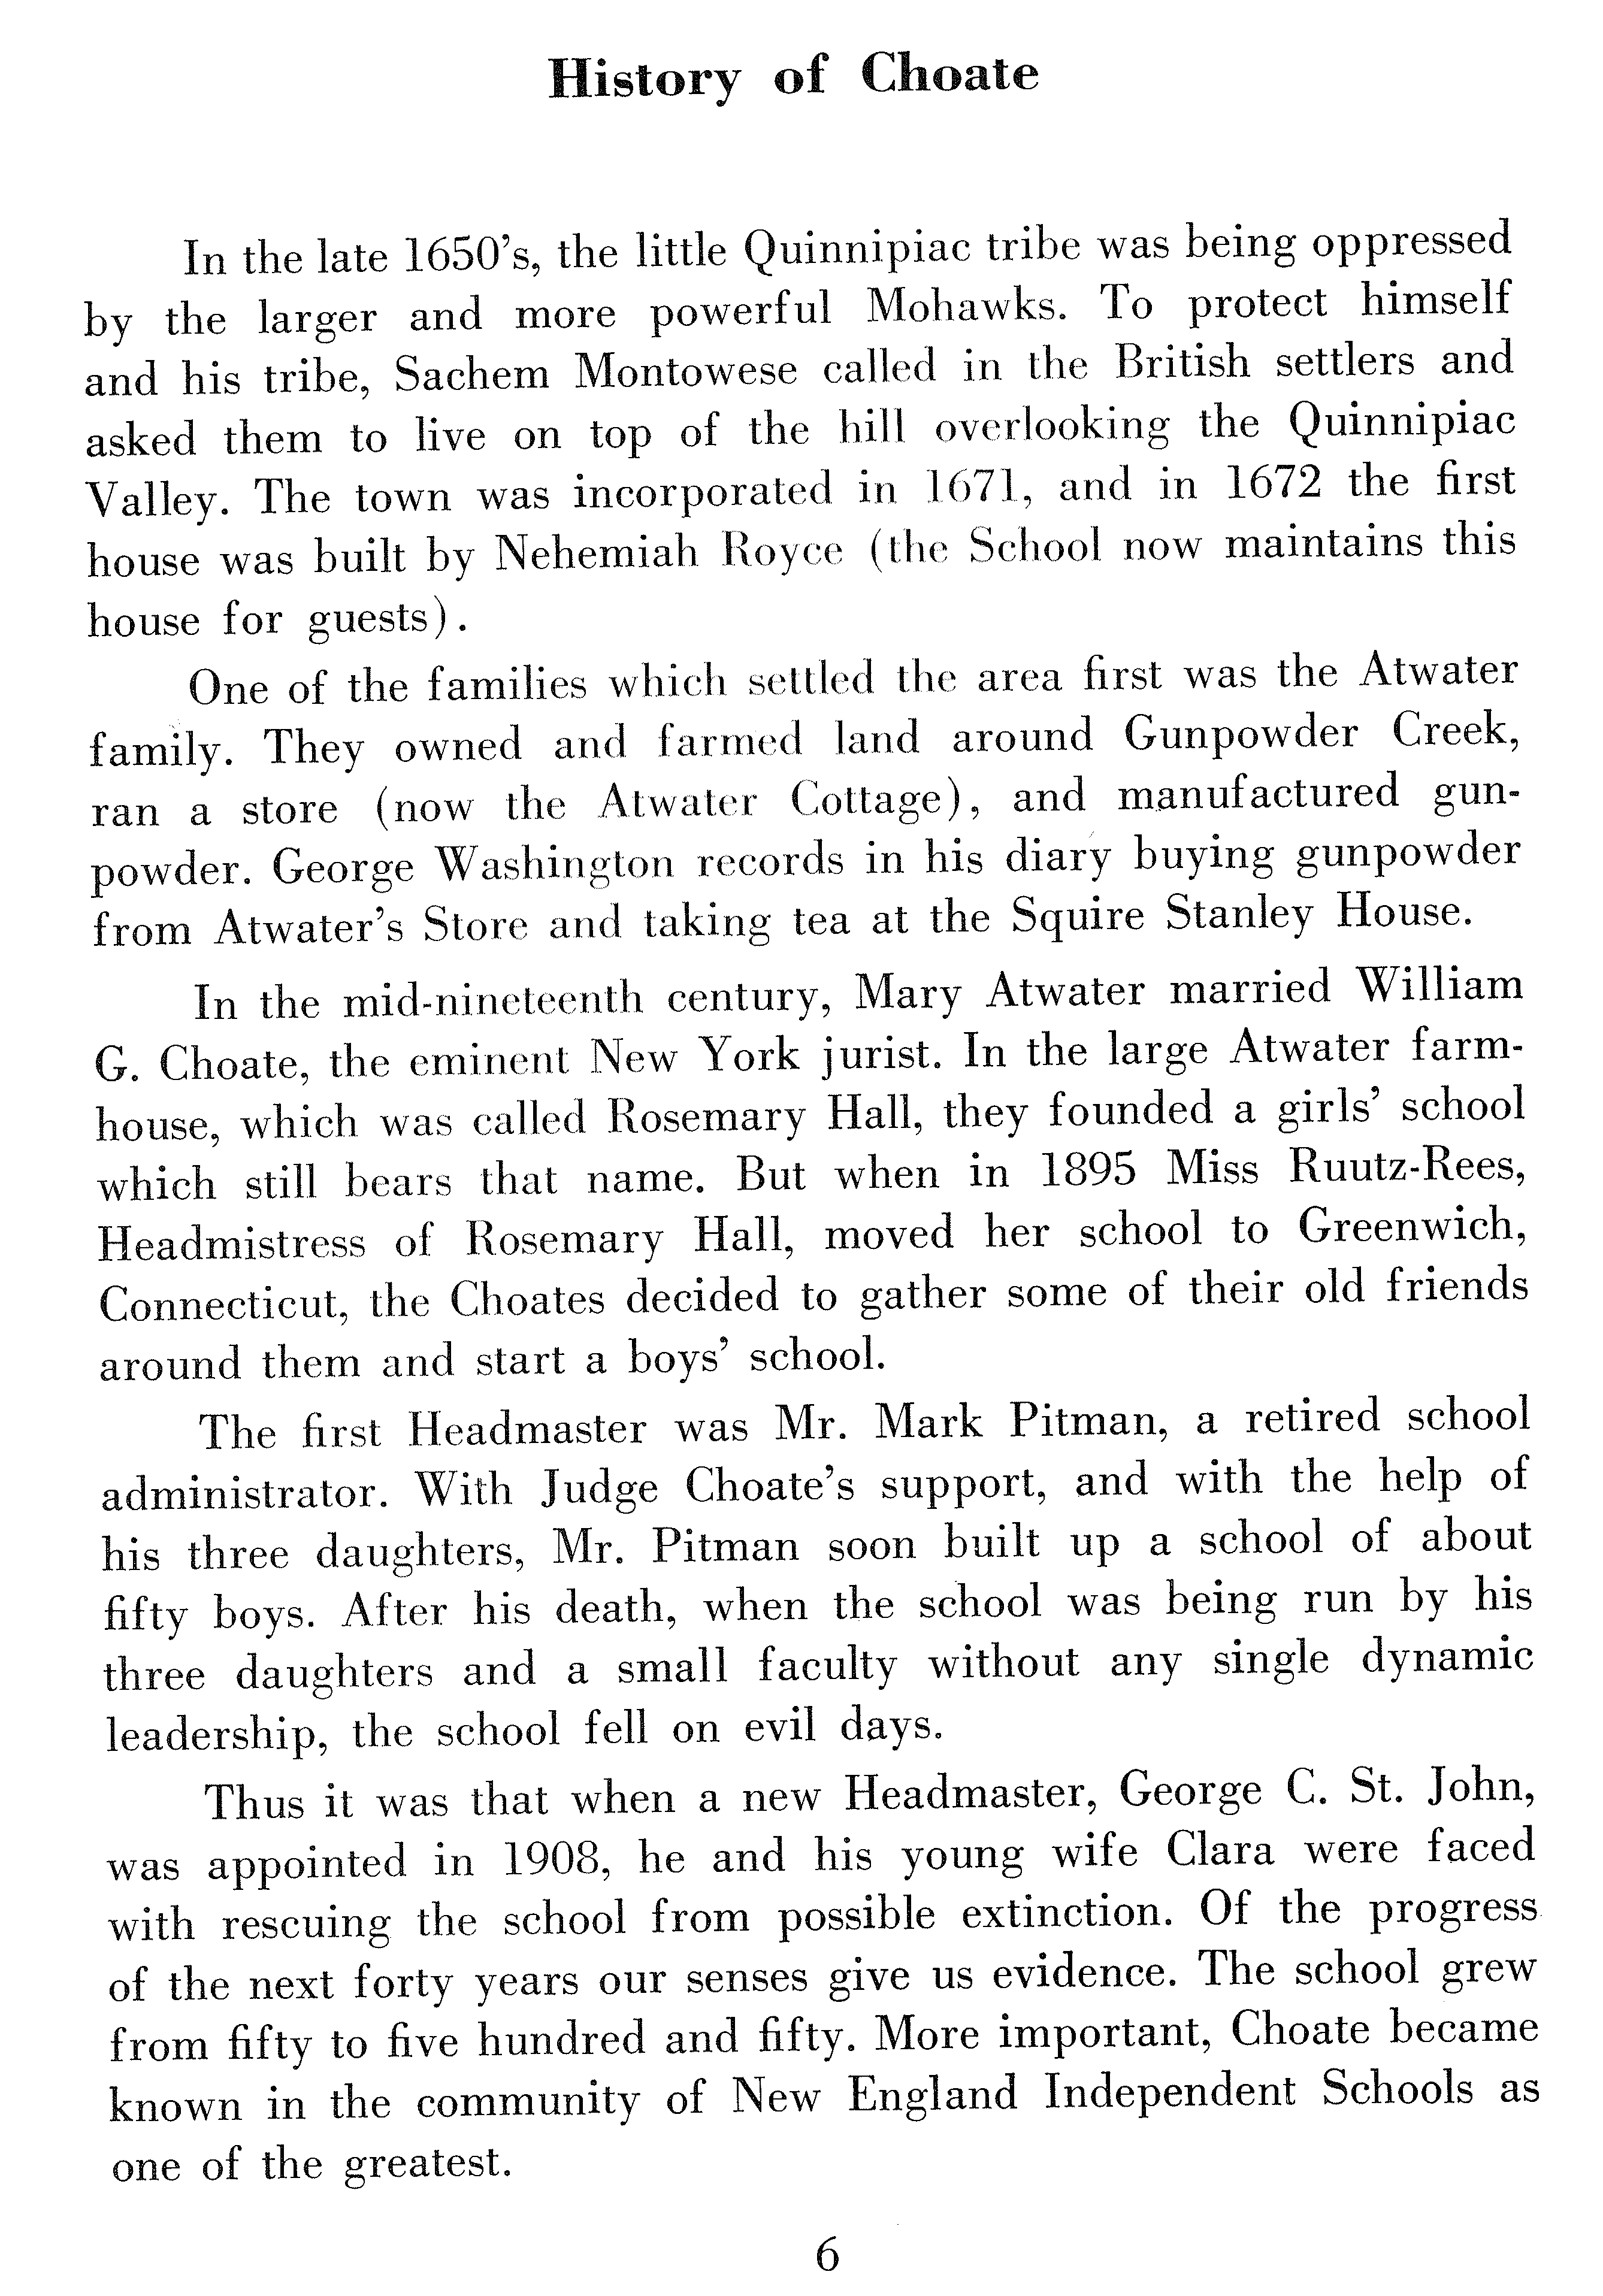 History of Choate
In the late 1650's, the little Quinnipiac tribe was being oppressed
by the larger and more powerful Mohawks. To protect himself
and his tribe, Sachem Montowese called in the British settlers and
asked them to live on top of the hill overlooking the Quinnipiac
Valley. The town was incorporated in 1671, and in 1672 the first
house was built by Nehemiah Royce (the School now maintains this
house for guests).
One of the families which settled the area first was the Atwater
family. They owned and farmed land around Gunpowder Creek,
ran a store (now the Atwater Cottage), and manufactured gun-
powder. George Washington records in his diary buying gunpowder
from Atwater's Store and taking tea at the Squire Stanley House.
In the mid-nineteenth century, Mary Atwater married William
G. Choate, the eminent New York jurist. In the large Atwater farm-
house, which was called Rosemary Hall, they founded a girls' school
which still bears that name. But when in 1895 Miss Ruutz-Rees,
Headmistress of Rosemary Hall, moved her school to Greenwich,
Connecticut, the Choates decided to gather some of their old friends
around them and start a boys' school.
The first Headmaster was Mr. Mark Pitman, a retired school
administrator. With Judge Choate's support, and with the help of
his three daughters, Mr. Pitman soon built up a school of about
fifty boys. After his death, when the school was being run by his
three daughters and a small faculty without any single dynamic
leadership, the school fell on evil days.
Thus it was that when a new Headmaster, George C. St. John,
was appointed in 1908, he and his young wife Clara were faced
with rescuing the school from possible extinction. Of the progress
of the next forty years our senses give us evidence. The school grew
from fifty to five hundred and fifty. More important, Choate became
known in the community of New England Independent Schools as
one of the greatest.
6